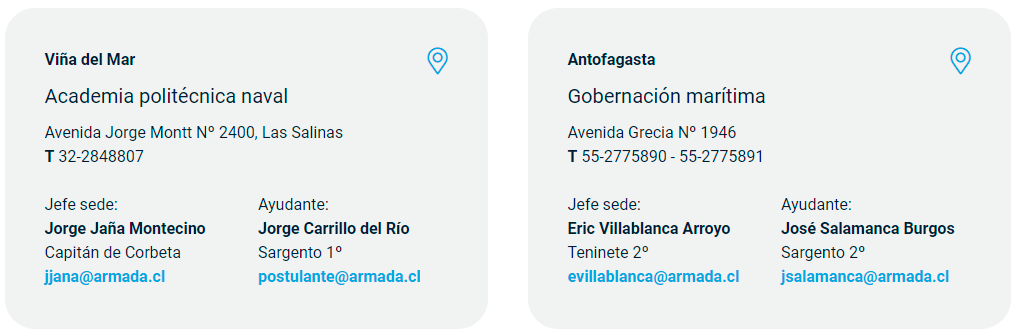 Viña del Mar
Academia politécnica naval
Avenida Jorge Montt Nº 2400, Las Salinas
T 32-2848807
Jefe sede:
Jorge Jaña Montecino
Capitán de Corbeta
jjana@armada.cl
Ayudante:
Jorge Carrillo del Río
Sargento 1º
postulante@armada.cl
Antofagasta
Gobernación marítima
Avenida Grecia Nº 1946
T 55-2775890 - 55-2775891
Jefe sede:
Eric Villablanca Arroyo
Teninete 2º
evillablanca@armada.cl
Ayudante:
José Salamanca Burgos
Sargento 2º
jsalamanca@armada.cl